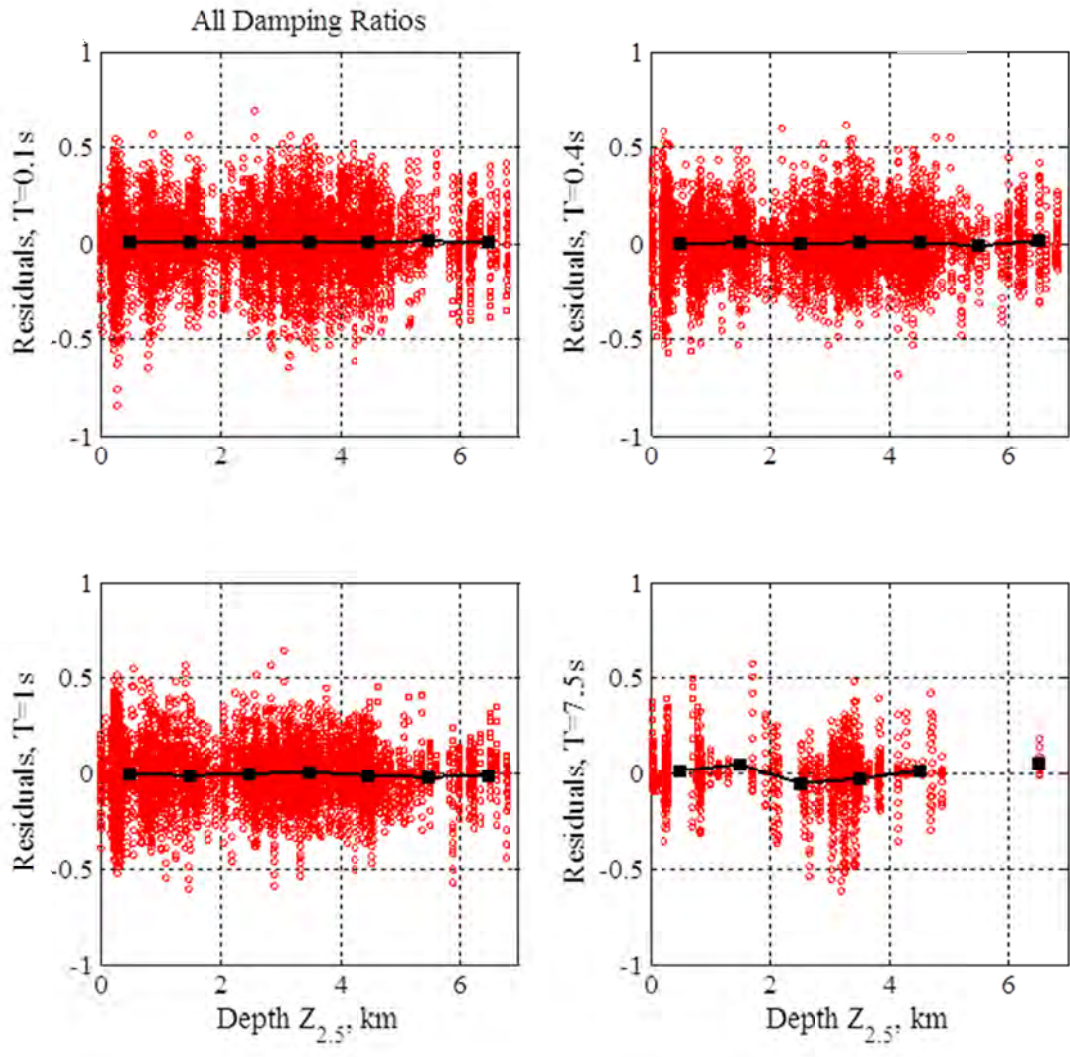 All Damping Ratios
1
0.5
0
-0.5
-1
Residuals, T=0.1s
0 2 4 6
1
0.5
0
-0.5
-1
Residuals, T=0.4s
0 2 4 6
1
0.5
0
-0.5
-1
Residuals, T=1s
0 2 4 6
Depth Z2.5, km
1
0.5
0
-0.5
-1
Residuals, T=7.5s
0 2 4 6
Depth Z2.5, km